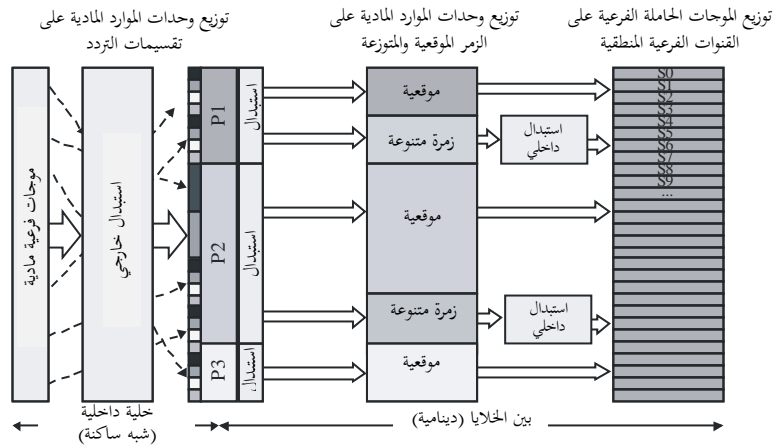 توزيع وحدات الموارد المادية على
تقسيمات التردد
توزيع وحدات الموارد المادية على
الزمر الموقعية والمتوزعة
توزيع الموجات الحاملة الفرعية على
القنوات الفرعية المنطقية
موجات فرعية مادية
استبدال خارجي
P1
استبدال
P2
استبدال
P3
استبدال
موقعية
زمرة متنوعة
موقعية
زمرة متنوعة
موقعية
استبدال
داخلي
استبدال
داخلي
S0
S1
S2
S3
S4
S5
S6
S7
S8
S9
...
خلية داخلية
(شبه ساكنة)
بين الخلايا (دينامية)